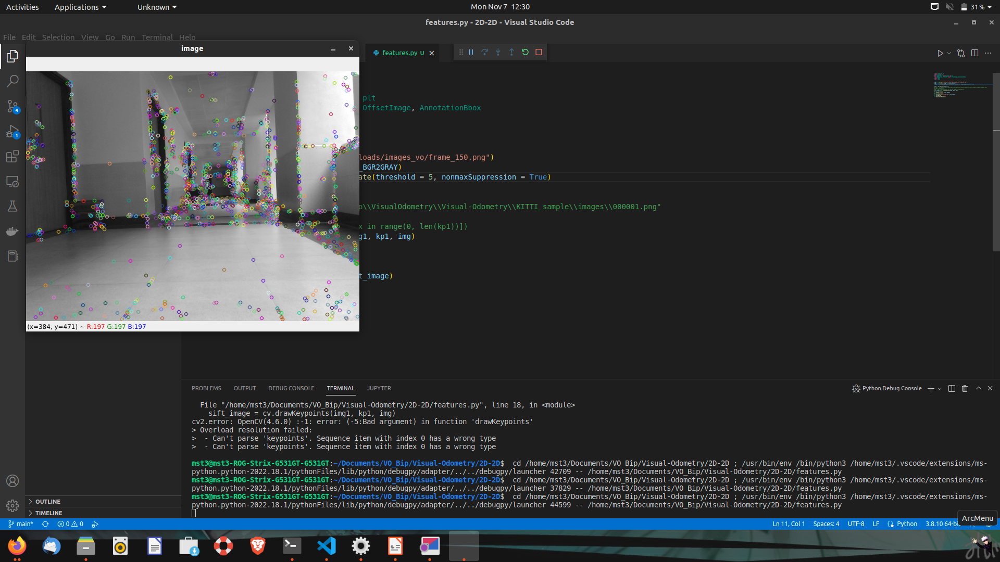 Activities
Applications
Unknown
Mon Nov 7 12:30
31 %
features.py - 2D-2D - Visual Studio Code
File Edit Selection View Go Run Terminal Help
image
features.py U
plt
OffsetImage, AnnotationBbox
loads/images_vo/frame_150.png")
_BGR2GRAY)
ate(threshold = 5, nonmaxSuppression = True)
o\\VisualOdometry\\Visual-Odometry\\KITTI_sample\\images\\000001.png"
x in range(0, len(kp1))])
g1, kp1, img)
t_image)
(x=384, y=471) ~ R:197 G:197 B:197
4
1
PROBLEMS OUTPUT DEBUG CONSOLE TERMINAL JUPYTER
Python Debug Console
File "/home/mst3/Documents/VO_Bip/Visual-Odometry/2D-2D/features.py", line 18, in <module>
sift_image = cv.drawKeypoints(img1, kp1, img)
cv2.error: OpenCV(4.6.0) :-1: error: (-5:Bad argument) in function 'drawKeypoints'
> Overload resolution failed:
>  - Can't parse 'keypoints'. Sequence item with index 0 has a wrong type
>  - Can't parse 'keypoints'. Sequence item with index 0 has a wrong type
mst3@mst3-ROG-Strix-G531GT-G531GT:~/Documents/VO_Bip/Visual-Odometry/2D-2D$  cd /home/mst3/Documents/VO_Bip/Visual-Odometry/2D-2D ; /usr/bin/env /bin/python3 /home/mst3/.vscode/extensions/ms-
python.python-2022.18.1/pythonFiles/lib/python/debugpy/adapter/../../debugpy/launcher 42709 -- /home/mst3/Documents/VO_Bip/Visual-Odometry/2D-2D/features.py
mst3@mst3-ROG-Strix-G531GT-G531GT:~/Documents/VO_Bip/Visual-Odometry/2D-2D$  cd /home/mst3/Documents/VO_Bip/Visual-Odometry/2D-2D ; /usr/bin/env /bin/python3 /home/mst3/.vscode/extensions/ms-
python.python-2022.18.1/pythonFiles/lib/python/debugpy/adapter/../../debugpy/launcher 37829 -- /home/mst3/Documents/VO_Bip/Visual-Odometry/2D-2D/features.py
mst3@mst3-ROG-Strix-G531GT-G531GT:~/Documents/VO_Bip/Visual-Odometry/2D-2D$  cd /home/mst3/Documents/VO_Bip/Visual-Odometry/2D-2D ; /usr/bin/env /bin/python3 /home/mst3/.vscode/extensions/ms-
python.python-2022.18.1/pythonFiles/lib/python/debugpy/adapter/../../debugpy/launcher 44599 -- /home/mst3/Documents/VO_Bip/Visual-Odometry/2D-2D/features.py
OUTLINE
TIMELINE
ArcMenu
main* 0 0
Ln 11, Col 1 Spaces: 4 UTF-8 LF Python 3.8.10 64-bi